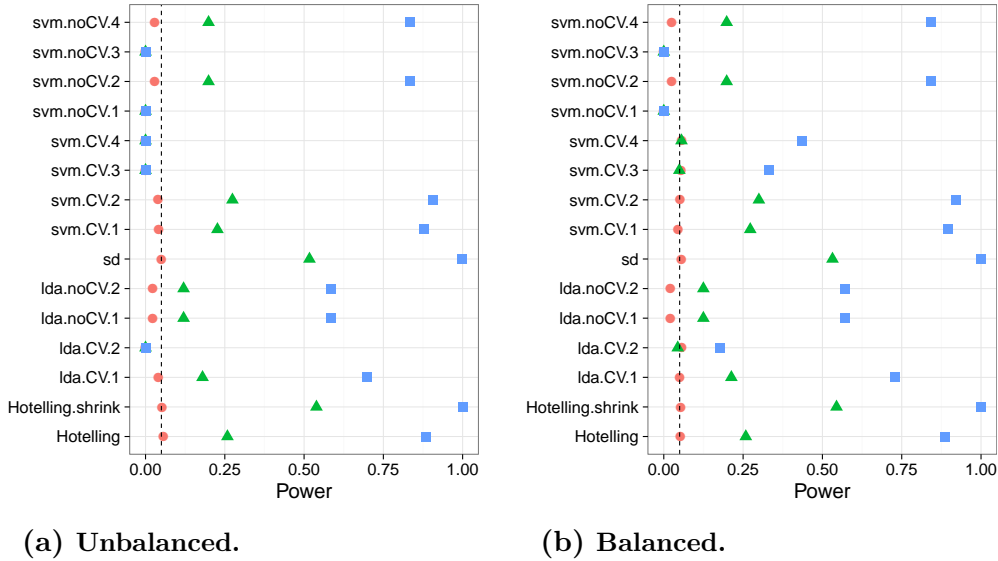 svm.noCV.4
svm.noCV.3
svm.noCV.2
svm.noCV.1
svm.CV.4
svm.CV.3
svm.CV.2
svm.CV.1
sd
lda.noCV.2
lda.noCV.1
lda.CV.2
lda.CV.1
Hotelling.shrink
Hotelling
0.00 0.25 0.50 0.75 1.00
Power
(a) Unbalanced.
svm.noCV.4
svm.noCV.3
svm.noCV.2
svm.noCV.1
svm.CV.4
svm.CV.3
svm.CV.2
svm.CV.1
sd
lda.noCV.2
lda.noCV.1
lda.CV.2
lda.CV.1
Hotelling.shrink
Hotelling
0.00 0.25 0.50 0.75 1.00
Power
(b) Balanced.